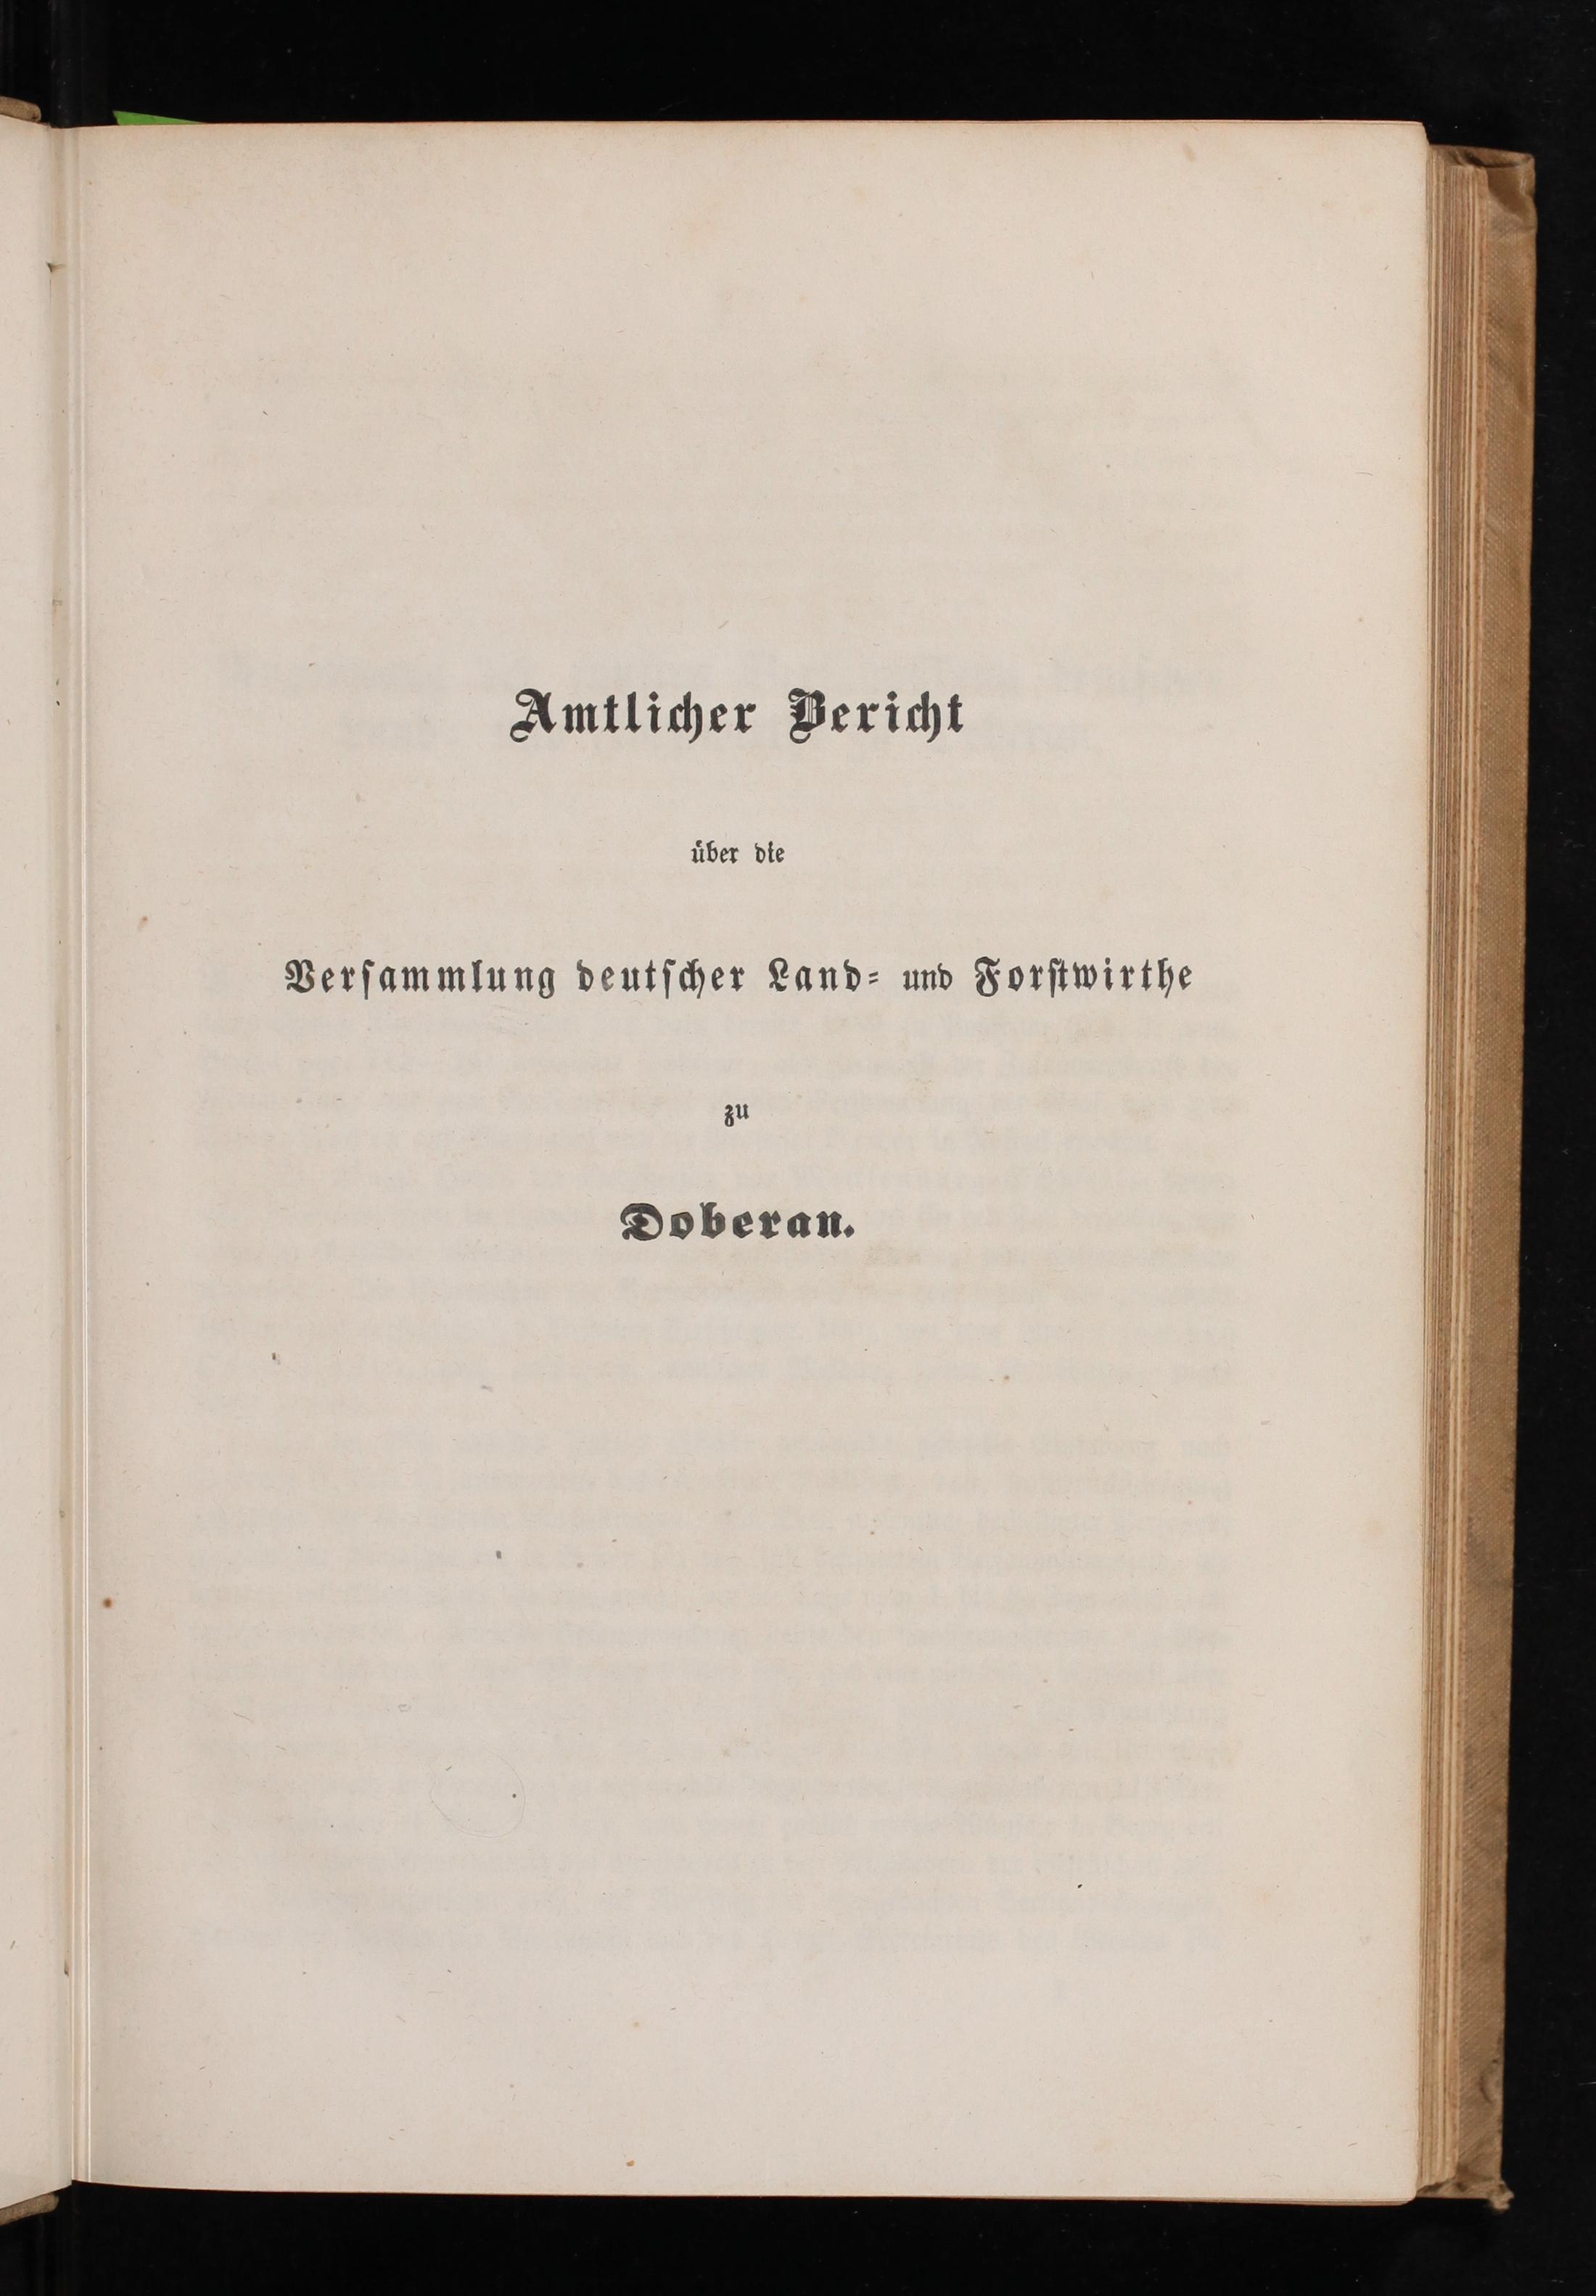 Amtlicher Bericht
über die
Verſammlung deutſcher Land- und Forſtwirthe
zu
Doberan.